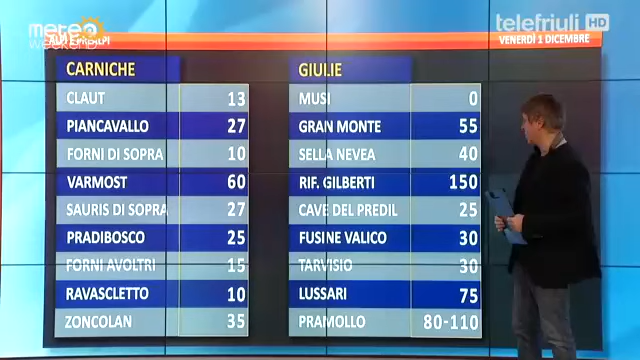 meteo
WEEKEND
telefriuli HD
ALPI E PREALPI
VENERDÌ 1 DICEMBRE
CARNICHE
CLAUT 13
PIANCAVALLO 27
FORNI DI SOPRA 10
VARMOST 60
SAURIS DI SOPRA 27
PRADIBOSCO 25
FORNI AVOLTRI 15
RAVASCLETTO 10
ZONCOLAN 35
GIULIE
MUSI 0
GRAN MONTE 55
SELLA NEVEA 40
RIF. GILBERTI 150
CAVE DEL PREDIL 25
FUSINE VALICO 30
TARVISIO 30
LUSSARI 75
PRAMOLLO 80-110